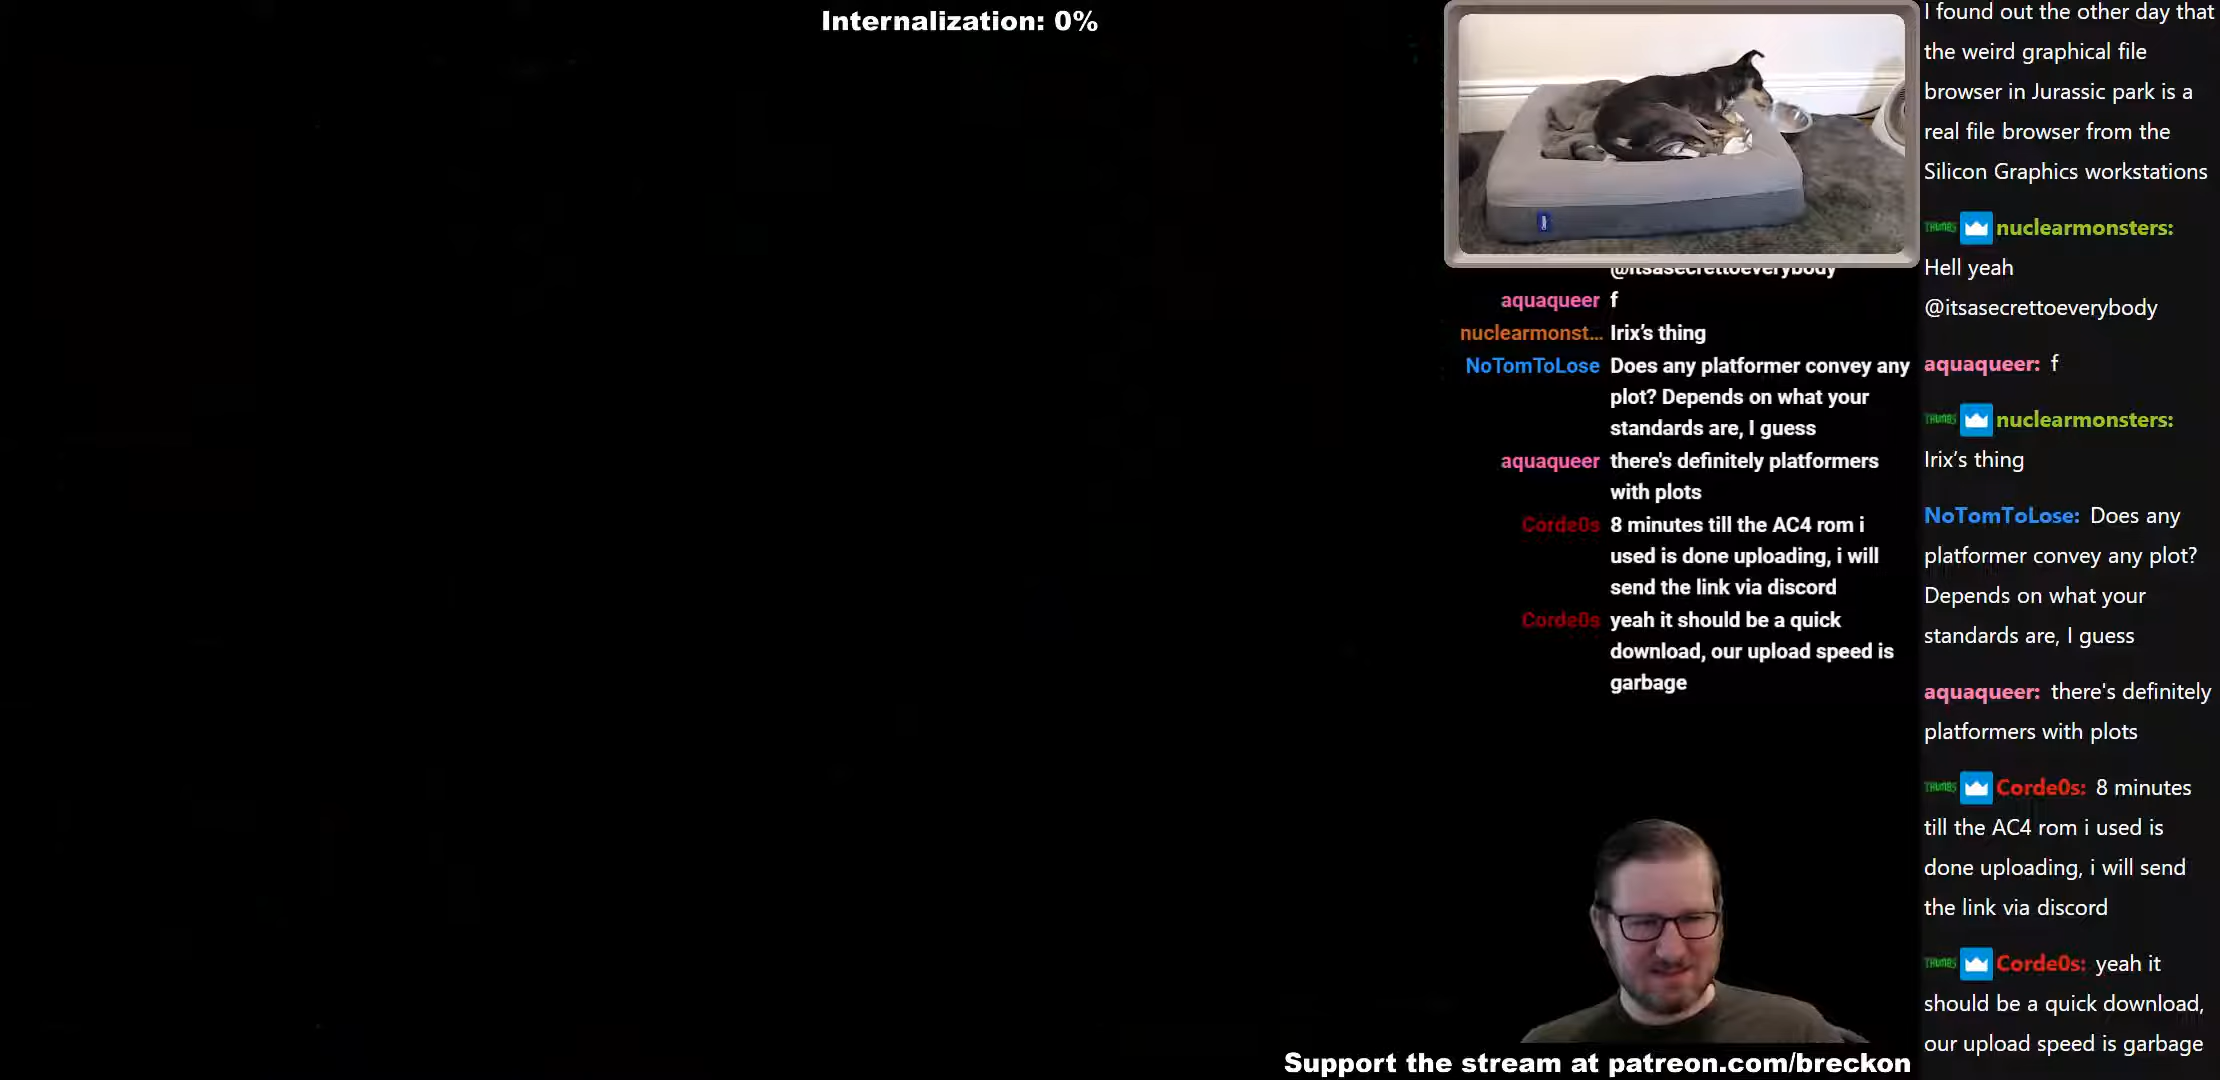 Internalization: 0%
@itsasecrettoeverybody
aquaqueer f
nuclearmonst... Irix's thing
NoTomToLose Does any platformer convey any
plot? Depends on what your
standards are, I guess
aquaqueer there's definitely platformers
with plots
Corde0s 8 minutes till the AC4 rom i
used is done uploading, i will
send the link via discord
Corde0s yeah it should be a quick
download, our upload speed is
garbage
Support the stream at patreon.com/breckon
I found out the other day that
the weird graphical file
browser in Jurassic park is a
real file browser from the
Silicon Graphics workstations
THUMBS nuclearmonsters:
Hell yeah
@itsasecrettoeverybody
aquaqueer: f
THUMBS nuclearmonsters:
Irix’s thing
NoTomToLose: Does any
platformer convey any plot?
Depends on what your
standards are, I guess
aquaqueer: there's definitely
platformers with plots
THUMBS Corde0s: 8 minutes
till the AC4 rom i used is
done uploading, i will send
the link via discord
THUMBS Corde0s: yeah it
should be a quick download,
our upload speed is garbage